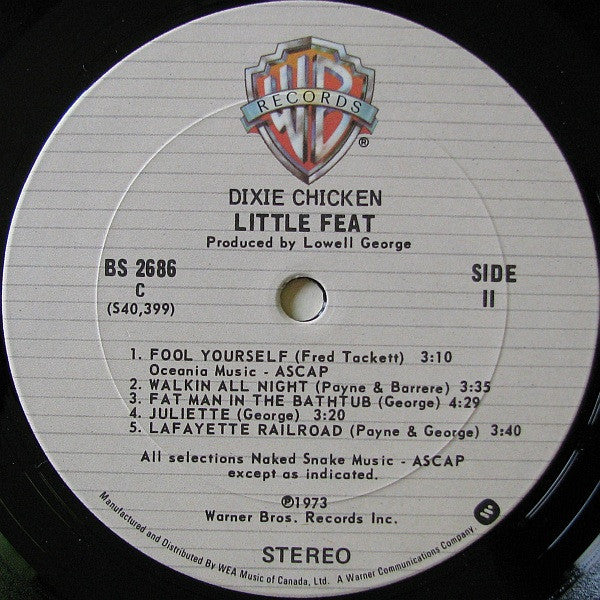 WB
RECORDS
®
DIXIE CHICKEN
LITTLE FEAT
Produced by Lowell George
BS 2686
C
(S40,399)
SIDE
II
1. FOOL YOURSELF (Fred Tackett) 3:10
Oceania Music - ASCAP
2. WALKIN ALL NIGHT (Payne & Barrere) 3:35
3. FAT MAN IN THE BATHTUB (George) 4:29
4. JULIETTE (George) 3:20
5. LAFAYETTE RAILROAD (Payne & George) 3:40
All selections Naked Snake Music - ASCAP
except as indicated.
℗1973
Warner Bros. Records Inc.
STEREO
Manufactured and Distributed By WEA Music of Canada, Ltd. A Warner Communications Company.